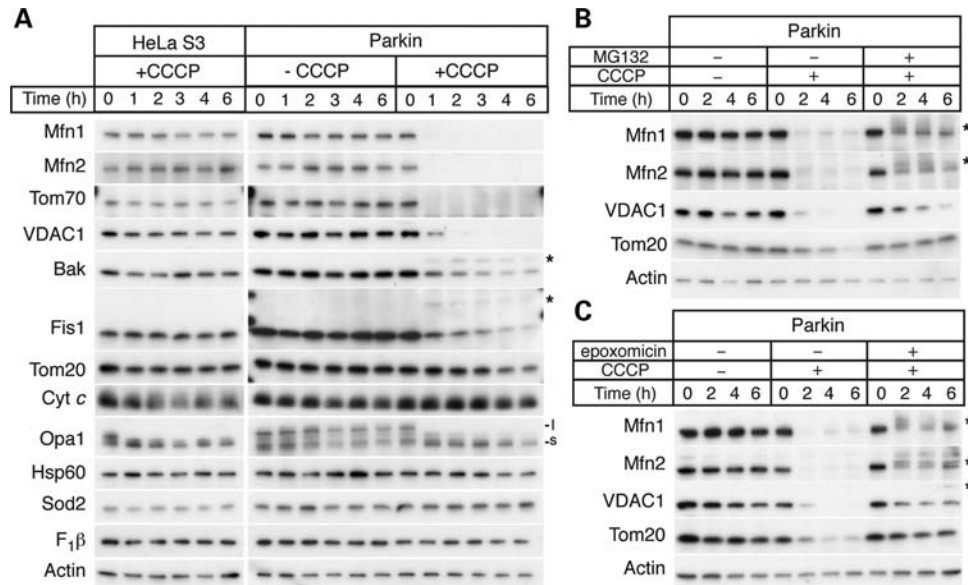 A
HeLa S3 Parkin
+CCCP - CCCP +CCCP
Time (h) 0 1 2 3 4 6 0 1 2 3 4 6 0 1 2 3 4 6
Mfn1
Mfn2
Tom70
VDAC1
Bak *
Fis1 *
Tom20
Cyt c
Opa1 -l
-s
Hsp60
Sod2
F₁β
Actin
B
Parkin
MG132 – – +
CCCP – + +
Time (h) 0 2 4 6 0 2 4 6 0 2 4 6
Mfn1 *
Mfn2 *
VDAC1
Tom20
Actin
C
Parkin
epoxomicin – – +
CCCP – + +
Time (h) 0 2 4 6 0 2 4 6 0 2 4 6
Mfn1 *
Mfn2 *
VDAC1 *
Tom20
Actin